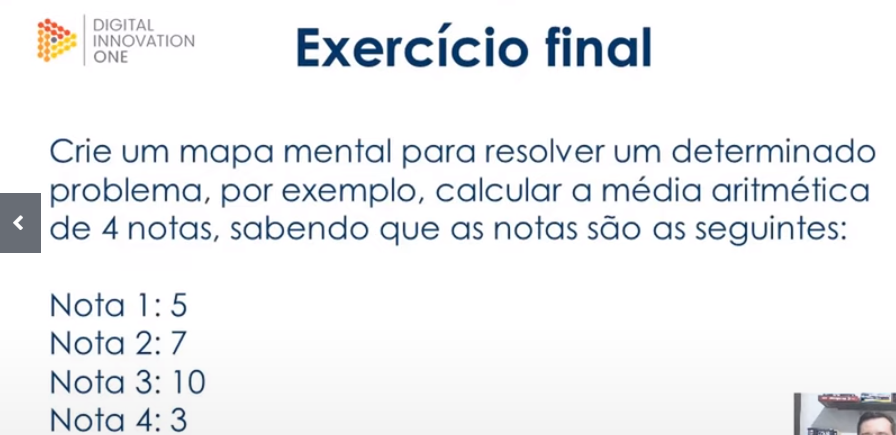 DIGITAL
INNOVATION
ONE
Exercício final
Crie um mapa mental para resolver um determinado
problema, por exemplo, calcular a média aritmética
de 4 notas, sabendo que as notas são as seguintes:
Nota 1: 5
Nota 2: 7
Nota 3: 10
Nota 4: 3